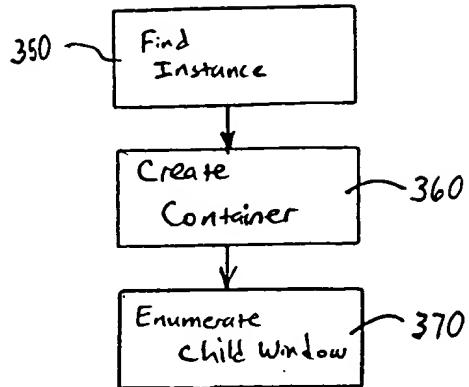 350
Find
Instance
Create
Container
360
Enumerate
Child Window
370